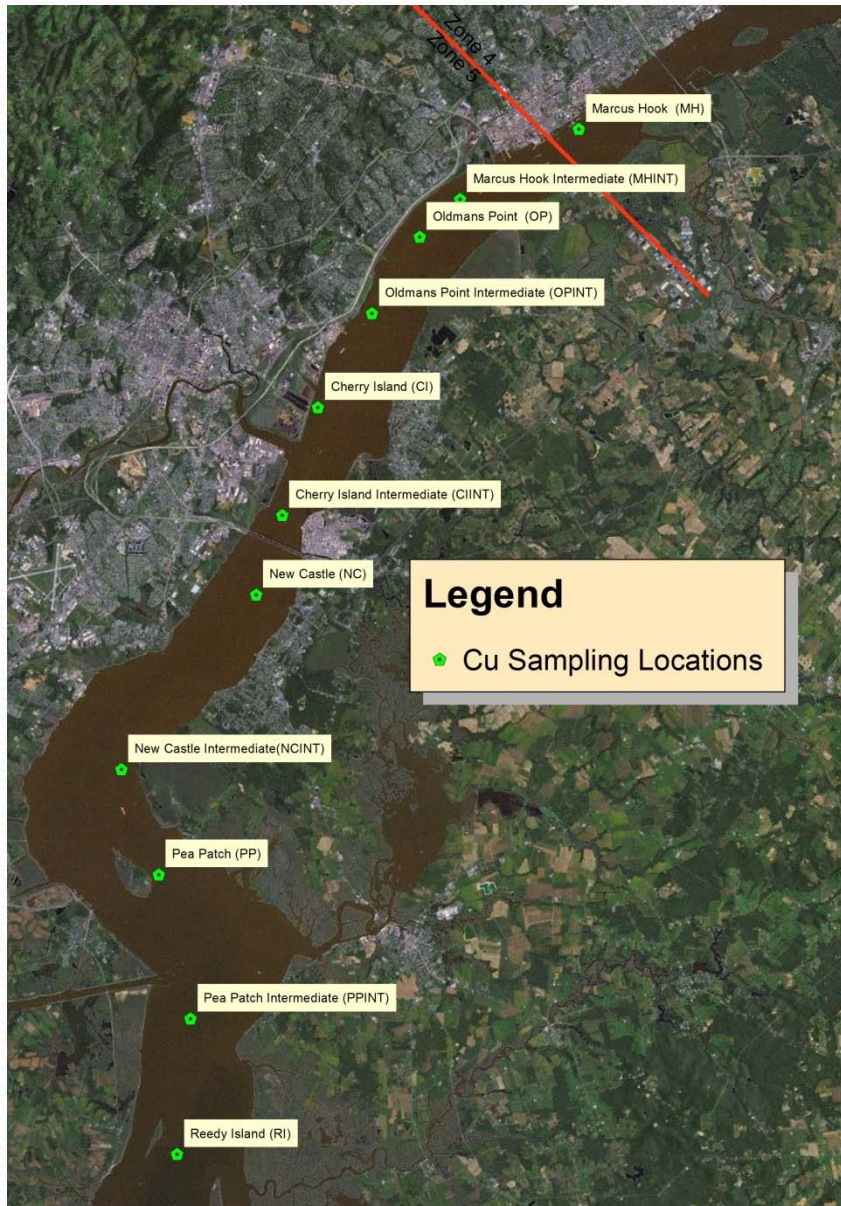 Zone 4
Zone 5
Marcus Hook (MH)
Marcus Hook Intermediate (MHINT)
Oldmans Point (OP)
Oldmans Point Intermediate (OPINT)
Cherry Island (CI)
Cherry Island Intermediate (CIINT)
New Castle (NC)
Legend
Cu Sampling Locations
New Castle Intermediate(NCINT)
Pea Patch (PP)
Pea Patch Intermediate (PPINT)
Reedy Island (RI)